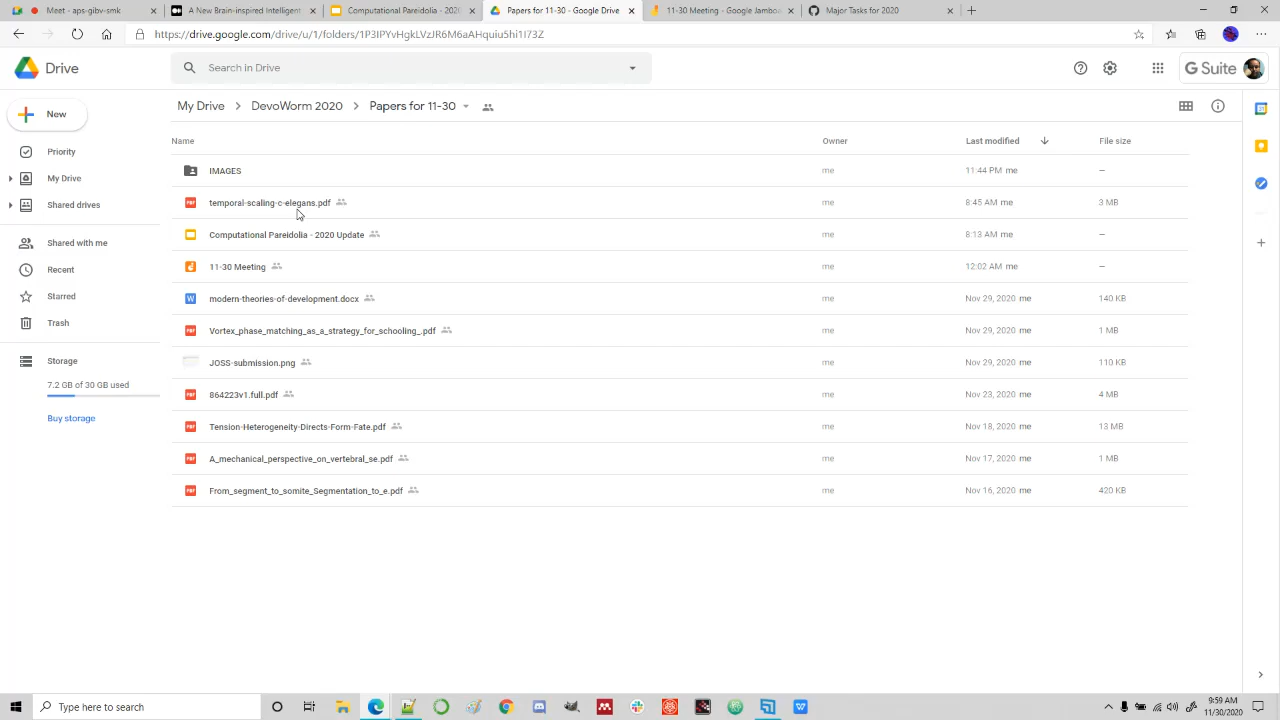 Meet - aps-gibv-smk
A New Brain-inspired Intelligent
Computational Pareidolia - 2020
Papers for 11-30 - Google Drive
11-30 Meeting - Google Jamboa
Major Tasks for 2020
https://drive.google.com/drive/u/1/folders/1P3IPYvHgkLVzJR6M6aAHquiu5hi1I73Z
Drive
Search in Drive
G Suite
New
My Drive
DevoWorm 2020
Papers for 11-30
Name
Owner
Last modified
File size
Priority
My Drive
Shared drives
Shared with me
Recent
Starred
Trash
Storage
7.2 GB of 30 GB used
Buy storage
IMAGES me 11:44 PM me –
temporal-scaling-c-elegans.pdf me 8:45 AM me 3 MB
Computational Pareidolia - 2020 Update me 8:13 AM me –
11-30 Meeting me 12:02 AM me –
modern-theories-of-development.docx me Nov 29, 2020 me 140 KB
Vortex_phase_matching_as_a_strategy_for_schooling_.pdf me Nov 29, 2020 me 1 MB
JOSS-submission.png me Nov 29, 2020 me 110 KB
864223v1.full.pdf me Nov 23, 2020 me 4 MB
Tension-Heterogeneity-Directs-Form-Fate.pdf me Nov 18, 2020 me 13 MB
A_mechanical_perspective_on_vertebral_se.pdf me Nov 17, 2020 me 1 MB
From_segment_to_somite_Segmentation_to_e.pdf me Nov 16, 2020 me 420 KB
Type here to search
9:59 AM
11/30/2020